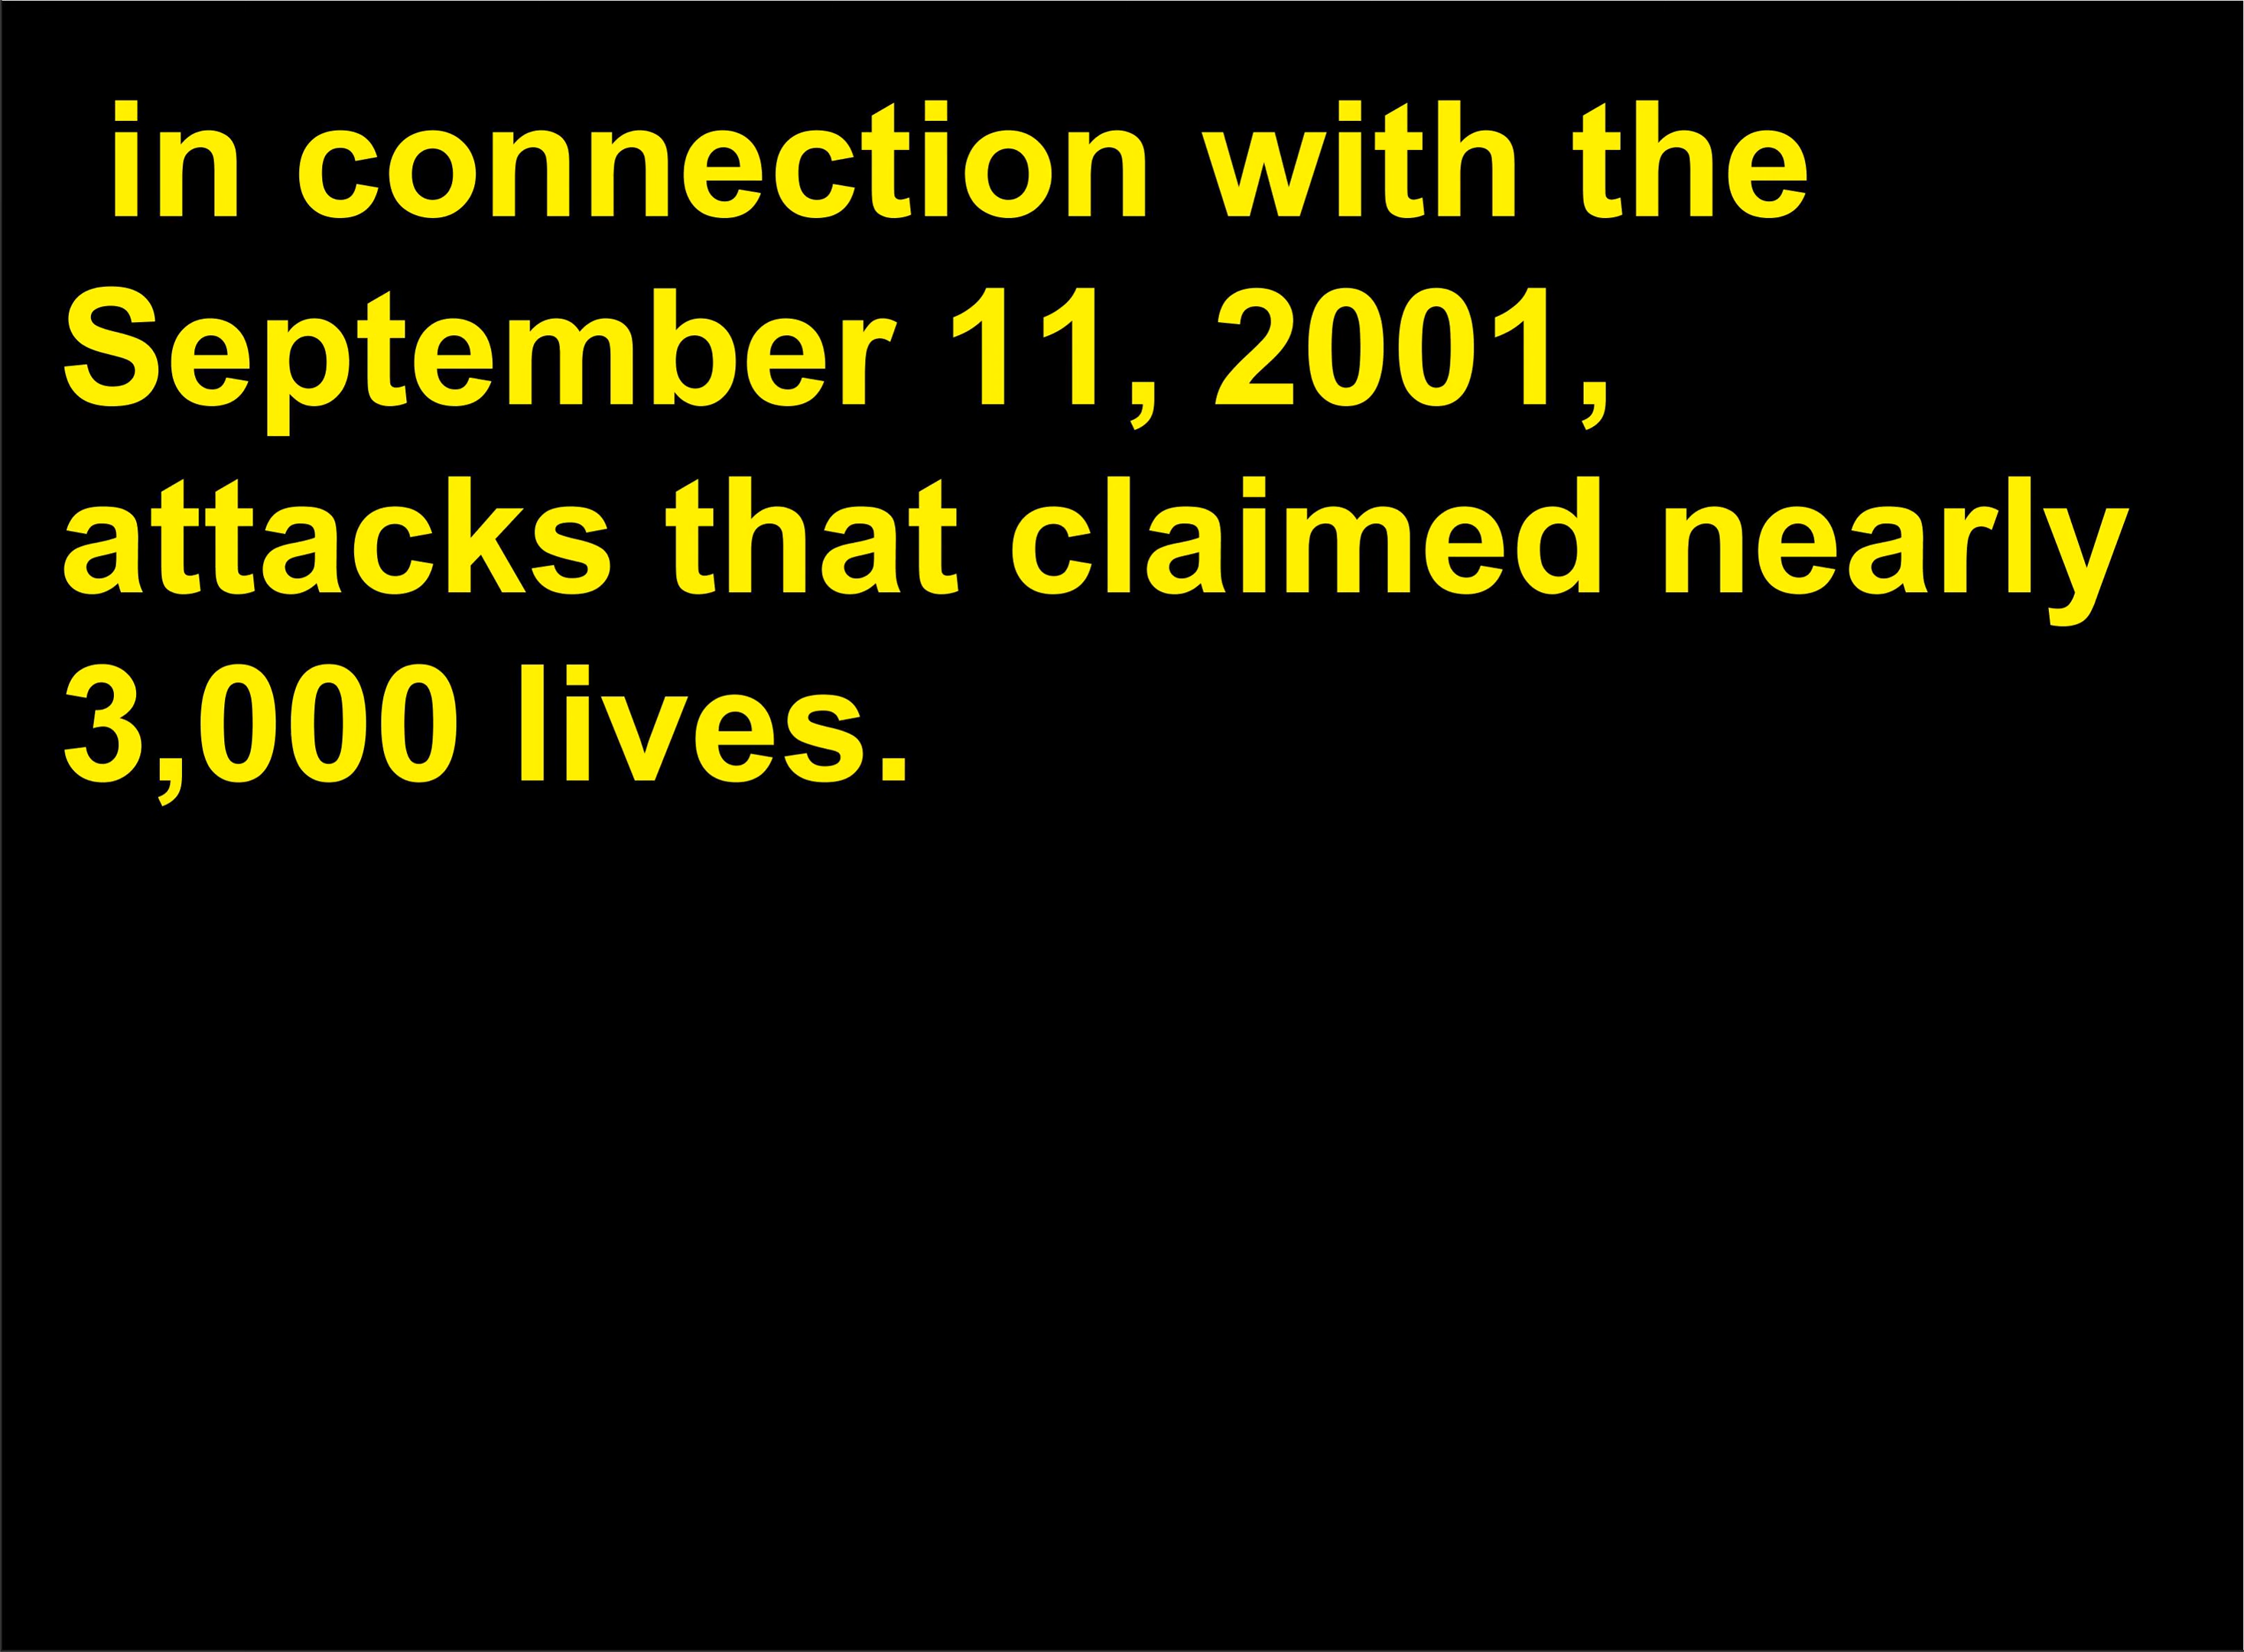 in connection with the
September 11, 2001,
attacks that claimed nearly
3,000 lives.